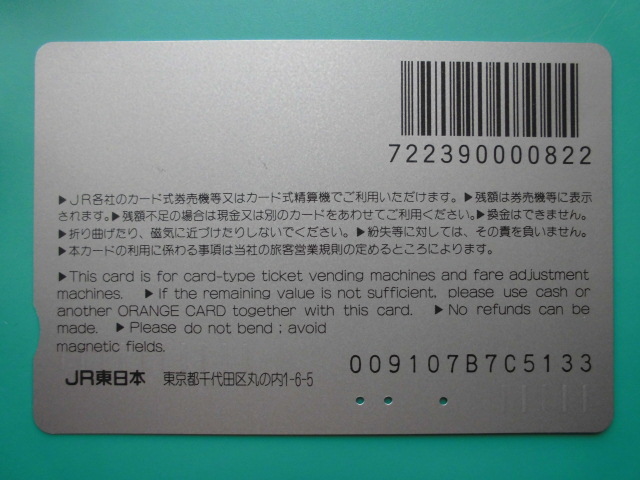 722390000822
▶JR各社のカード式券売機等又はカード式精算機でご利用いただけます。▶残額は券売機等に表示
されます。▶残額不足の場合は現金又は別のカードをあわせてご利用ください。▶換金はできません。
▶折り曲げたり、磁気に近づけたりしないでください。▶紛失等に対しては、その責を負いません。
▶本カードの利用に係わる事項は当社の旅客営業規則の定めるところによります。
▶This card is for card-type ticket vending machines and fare adjustment
machines. ▶If the remaining value is not sufficient, please use cash or
another ORANGE CARD together with this card. ▶No refunds can be
made. ▶Please do not bend ; avoid
magnetic fields.
009107B7C5133
JR東日本 東京都千代田区丸の内1-6-5